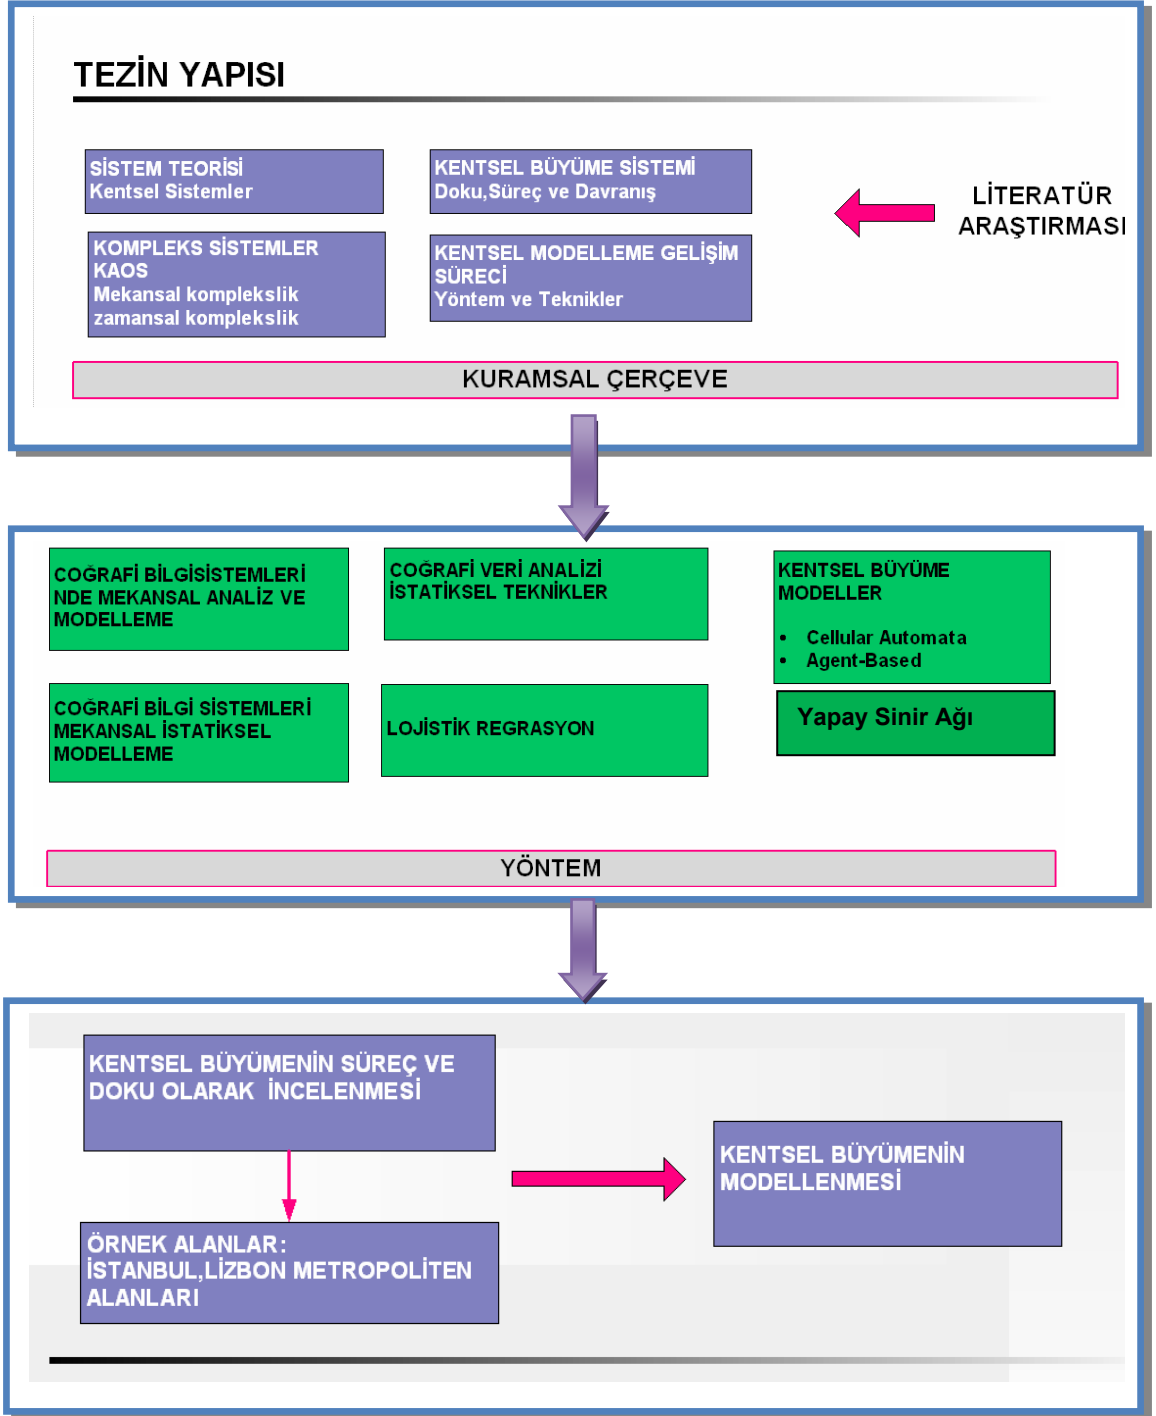 TEZİN YAPISI
SİSTEM TEORİSİ
Kentsel Sistemler
KENTSEL BÜYÜME SİSTEMİ
Doku,Süreç ve Davranış
LİTERATÜR
ARAŞTIRMASI
KOMPLEKS SİSTEMLER
KAOS
Mekansal komplekslik
zamansal komplekslik
KENTSEL MODELLEME GELİŞİM
SÜRECİ
Yöntem ve Teknikler
KURAMSAL ÇERÇEVE
COĞRAFİ BİLGİSİSTEMLERİ
NDE MEKANSAL ANALİZ VE
MODELLEME
COĞRAFİ VERİ ANALİZİ
İSTATİKSEL TEKNİKLER
KENTSEL BÜYÜME
MODELLER
• Cellular Automata
• Agent-Based
COĞRAFİ BİLGİ SİSTEMLERİ
MEKANSAL İSTATİKSEL
MODELLEME
LOJİSTİK REGRASYON
Yapay Sinir Ağı
YÖNTEM
KENTSEL BÜYÜMENİN SÜREÇ VE
DOKU OLARAK İNCELENMESİ
KENTSEL BÜYÜMENİN
MODELLENMESİ
ÖRNEK ALANLAR:
İSTANBUL,LİZBON METROPOLİTEN
ALANLARI